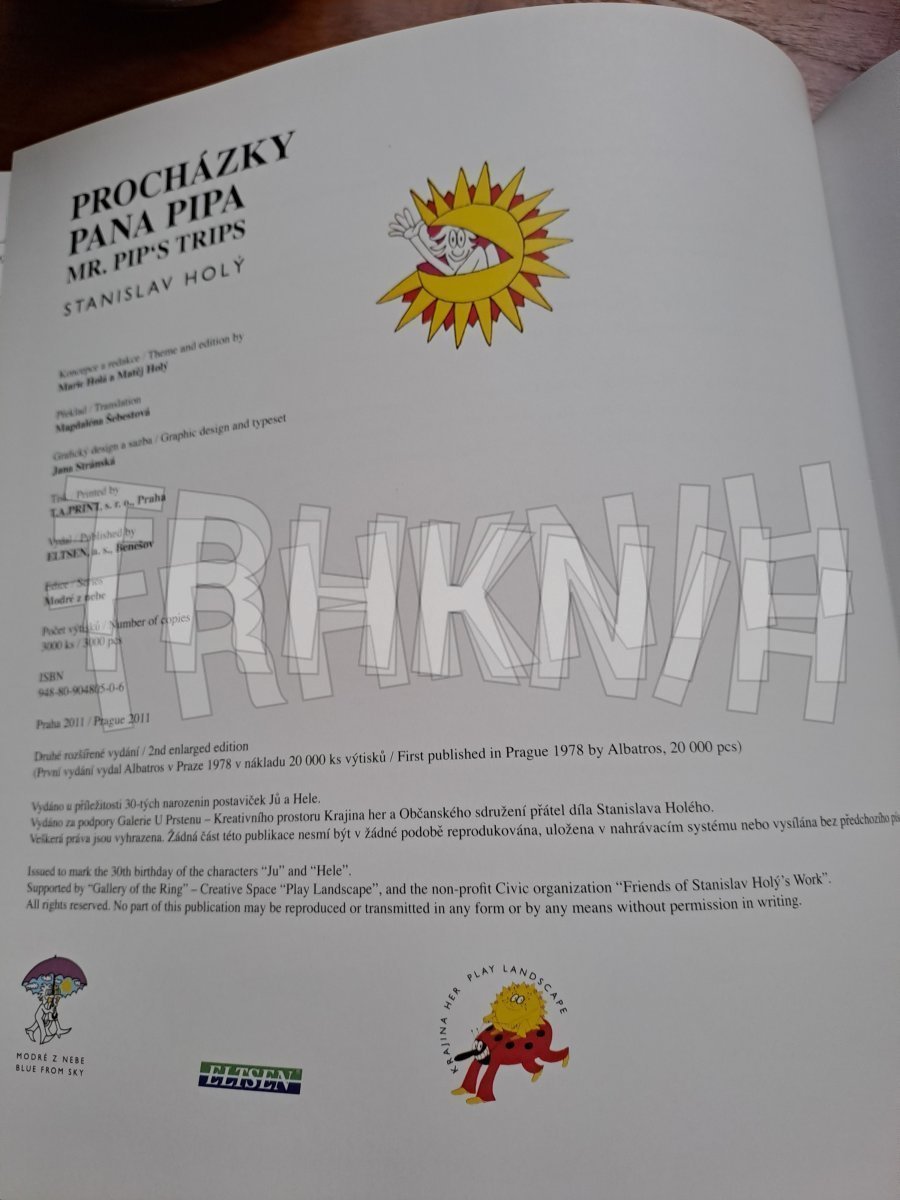 PROCHÁZKY
PANA PIPA
MR. PIP'S TRIPS
STANISLAV HOLÝ
Koncepce a redakce / Theme and edition by
Marie Holá a Matěj Holý
Překlad / Translation
Magdaléna Šebestová
Grafický design a sazba / Graphic design and typeset
Jana Stránská
Tisk / Printed by
T.A.PRINT, s. r. o., Praha
Vydal / Published by
ELTSEN, a. s., Benešov
Edice / Series
Modré z nebe
Počet výtisků / Number of copies
3000 ks / 3000 pcs
ISBN
948-80-904805-0-6
Praha 2011 / Prague 2011
Druhé rozšířené vydání / 2nd enlarged edition
(První vydání vydal Albatros v Praze 1978 v nákladu 20 000 ks výtisků / First published in Prague 1978 by Albatros, 20 000 pcs)
Vydáno u příležitosti 30-tých narozenin postaviček Jů a Hele.
Vydáno za podpory Galerie U Prstenu – Kreativního prostoru Krajina her a Občanského sdružení přátel díla Stanislava Holého.
Veškerá práva jsou vyhrazena. Žádná část této publikace nesmí být v žádné podobě reprodukována, uložena v nahrávacím systému nebo vysílána bez předchozího
Issued to mark the 30th birthday of the characters “Ju” and “Hele”.
Supported by “Gallery of the Ring” – Creative Space “Play Landscape”, and the non-profit Civic organization “Friends of Stanislav Holý's Work”.
All rights reserved. No part of this publication may be reproduced or transmitted in any form or by any means without permission in writing.
MODRÉ Z NEBE
BLUE FROM SKY
ELTSEN
KRAJINA HER PLAY LANDSCAPE
TRHKNIH